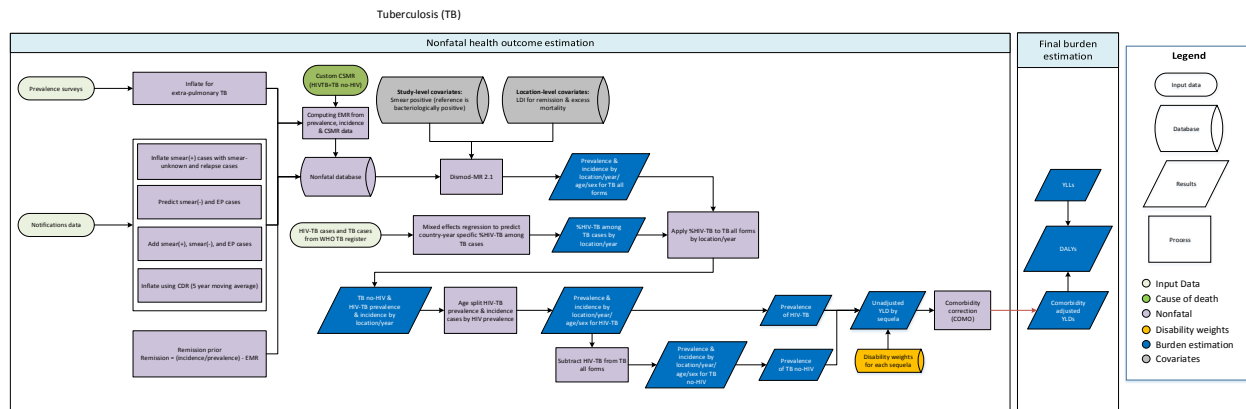 Tuberculosis (TB)
Nonfatal health outcome estimation
Prevalence surveys
Inflate for
extra-pulmonary TB
Custom CSMR
(HIVTB+TB no-HIV)
Study-level covariates:
Smear positive (reference is
bacteriologically positive)
Location-level covariates:
LDI for remission & excess
mortality
Computing EMR from
prevalence, incidence
& CSMR data
Inflate smear(+) cases with smear-
unknown and relapse cases
Nonfatal database
Dismod-MR 2.1
Prevalence &
incidence by
location/year/
age/sex for TB all
forms
Predict smear(-) and EP cases
Notifications data
Add smear(+), smear(-), and EP cases
HIV-TB cases and TB cases
from WHO TB register
Mixed effects regression to predict
country-year specific %HIV-TB among
TB cases
%HIV-TB among
TB cases by
location/year
Apply %HIV-TB to TB all forms
by location/year
Inflate using CDR (5 year moving average)
TB no-HIV &
HIV-TB prevalence
& incidence by
location/year
Age split HIV-TB
prevalence & incidence
cases by HIV prevalence
Prevalence &
incidence by
location/year/
age/sex for HIV-TB
Prevalence
of HIV-TB
Unadjusted
YLD by
sequela
Comorbidity
correction
(COMO)
Remission prior
Remission = (incidence/prevalence) - EMR
Subtract HIV-TB from TB
all forms
Prevalence &
incidence by
location/year/
age/sex for TB
no-HIV
Prevalence
of TB no-HIV
Disability weights
for each sequela
Final burden
estimation
YLLs
DALYs
Comorbidity
adjusted
YLDs
Legend
Input data
Database
Results
Process
Input Data
Cause of death
Nonfatal
Disability weights
Burden estimation
Covariates